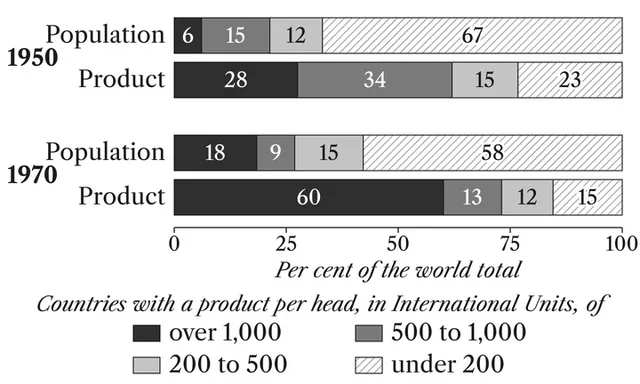 1950
Population 6 15 12 67
Product 28 34 15 23
1970
Population 18 9 15 58
Product 60 13 12 15
0 25 50 75 100
Per cent of the world total
Countries with a product per head, in International Units, of
over 1,000 500 to 1,000
200 to 500 under 200